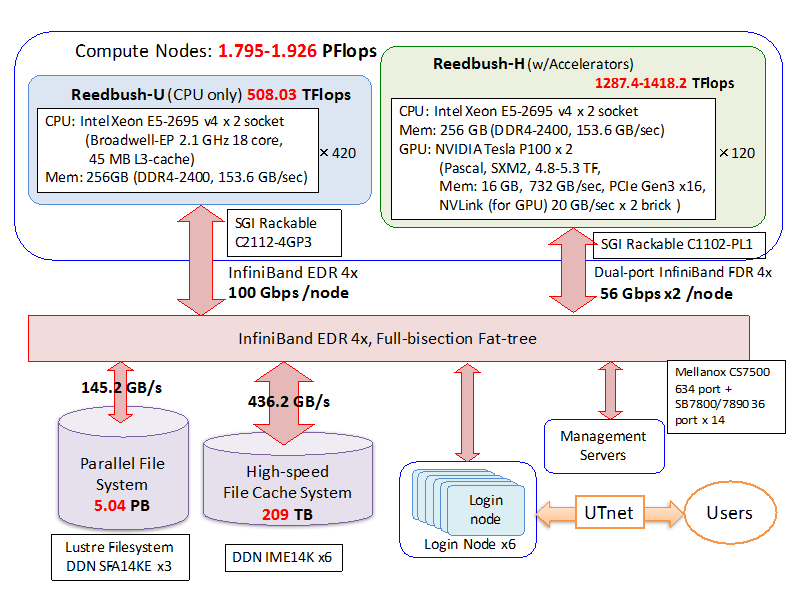 Compute Nodes: 1.795-1.926 PFlops
Reedbush-U (CPU only) 508.03 TFlops
CPU: Intel Xeon E5-2695 v4 x 2 socket
(Broadwell-EP 2.1 GHz 18 core,
45 MB L3-cache)
Mem: 256GB (DDR4-2400, 153.6 GB/sec)
×420
SGI Rackable
C2112-4GP3
InfiniBand EDR 4x
100 Gbps /node
Reedbush-H (w/Accelerators)
1287.4-1418.2 TFlops
CPU: Intel Xeon E5-2695 v4 x 2 socket
Mem: 256 GB (DDR4-2400, 153.6 GB/sec)
GPU: NVIDIA Tesla P100 x 2
(Pascal, SXM2, 4.8-5.3 TF,
Mem: 16 GB, 732 GB/sec, PCIe Gen3 x16,
NVLink (for GPU) 20 GB/sec x 2 brick )
×120
SGI Rackable C1102-PL1
Dual-port InfiniBand FDR 4x
56 Gbps x2 /node
InfiniBand EDR 4x, Full-bisection Fat-tree
Mellanox CS7500
634 port +
SB7800/7890 36
port x 14
145.2 GB/s
436.2 GB/s
Parallel File
System
5.04 PB
Lustre Filesystem
DDN SFA14KE x3
High-speed
File Cache System
209 TB
DDN IME14K x6
Management
Servers
Login
node
Login Node x6
UTnet
Users